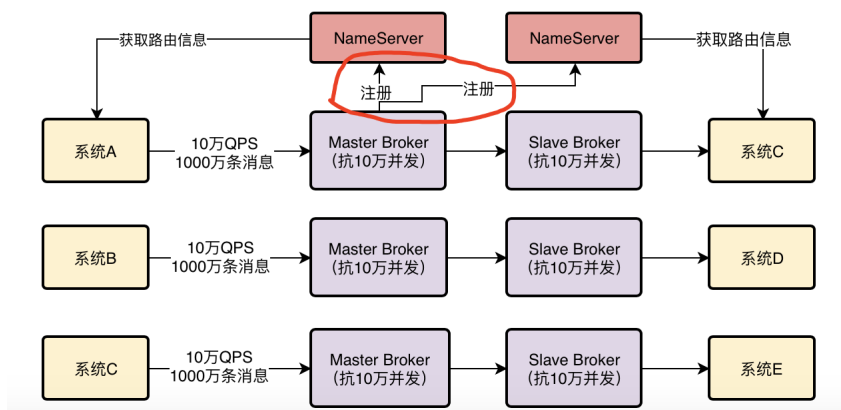 NameServer
NameServer
获取路由信息
获取路由信息
注册
注册
系统A
10万QPS
1000万条消息
Master Broker
(抗10万并发)
Slave Broker
(抗10万并发)
系统C
系统B
10万QPS
1000万条消息
Master Broker
(抗10万并发)
Slave Broker
(抗10万并发)
系统D
系统C
10万QPS
1000万条消息
Master Broker
(抗10万并发)
Slave Broker
(抗10万并发)
系统E